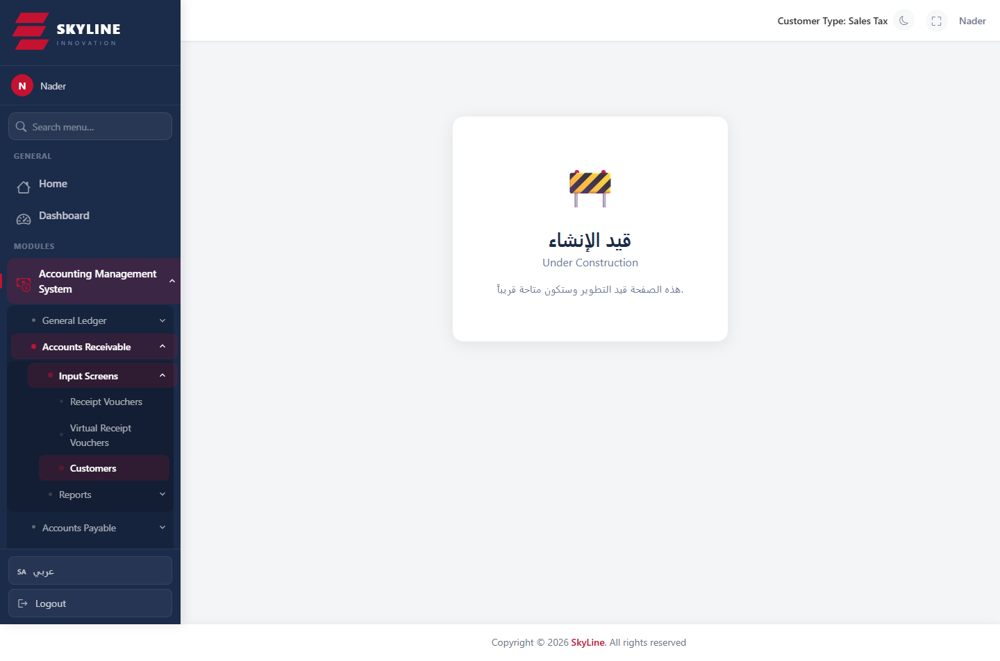 SKYLINE
INNOVATION
N Nader
Search menu...
GENERAL
Home
Dashboard
MODULES
Accounting Management
System
General Ledger
Accounts Receivable
Input Screens
Receipt Vouchers
Virtual Receipt
Vouchers
Customers
Reports
Accounts Payable
SA عربي
Logout
Customer Type: Sales Tax Nader
قيد الإنشاء
Under Construction
هذه الصفحة قيد التطوير وستكون متاحة قريباً.
Copyright © 2026 SkyLine. All rights reserved